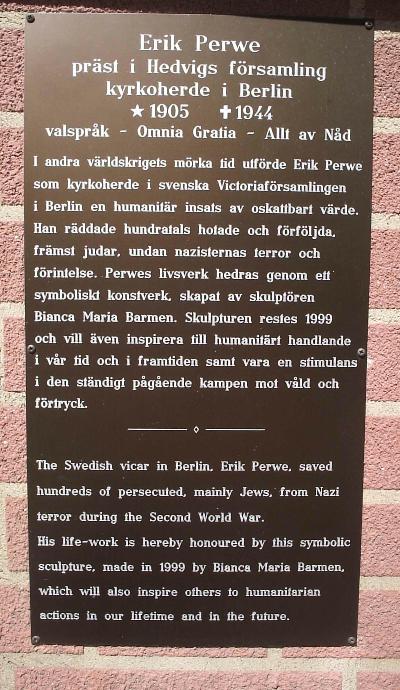 Erik Perwe
präst i Hedvigs församling
kyrkoherde i Berlin
★ 1905 ✝ 1944
valspråk - Omnia Gratia - Allt av Nåd
I andra världskrigets mörka tid utförde Erik Perwe
som kyrkoherde i svenska Victoriaförsamlingen
i Berlin en humanitär insats av oskattbart värde.
Han räddade hundratals hotade och förföljda,
främst judar, undan nazisternas terror och
förintelse. Perwes livsverk hedras genom ett
symboliskt konstverk, skapat av skulptören
Bianca Maria Barmen. Skulpturen restes 1999
och vill även inspirera till humanitärt handlande
i vår tid och i framtiden samt vara en stimulans
i den ständigt pågående kampen mot våld och
förtryck.
The Swedish vicar in Berlin, Erik Perwe, saved
hundreds of persecuted, mainly Jews, from Nazi
terror during the Second World War.
His life-work is hereby honoured by this symbolic
sculpture, made in 1999 by Bianca Maria Barmen,
which will also inspire others to humanitarian
actions in our lifetime and in the future.